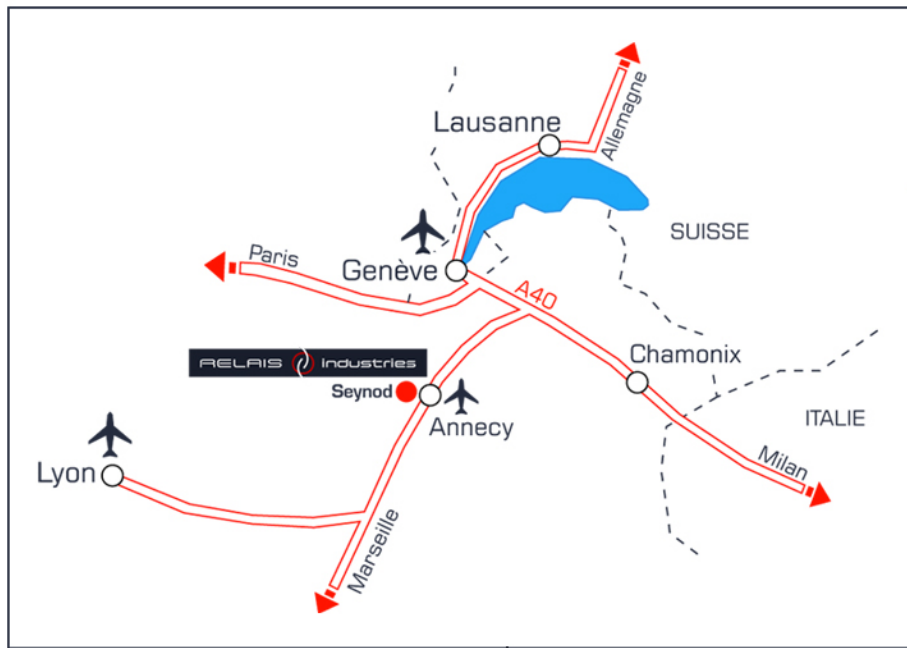 Lausanne
Allemagne
SUISSE
Paris
Genève
A40
RELAIS industries
Chamonix
Seynod
Annecy
ITALIE
Lyon
Milan
Marseille